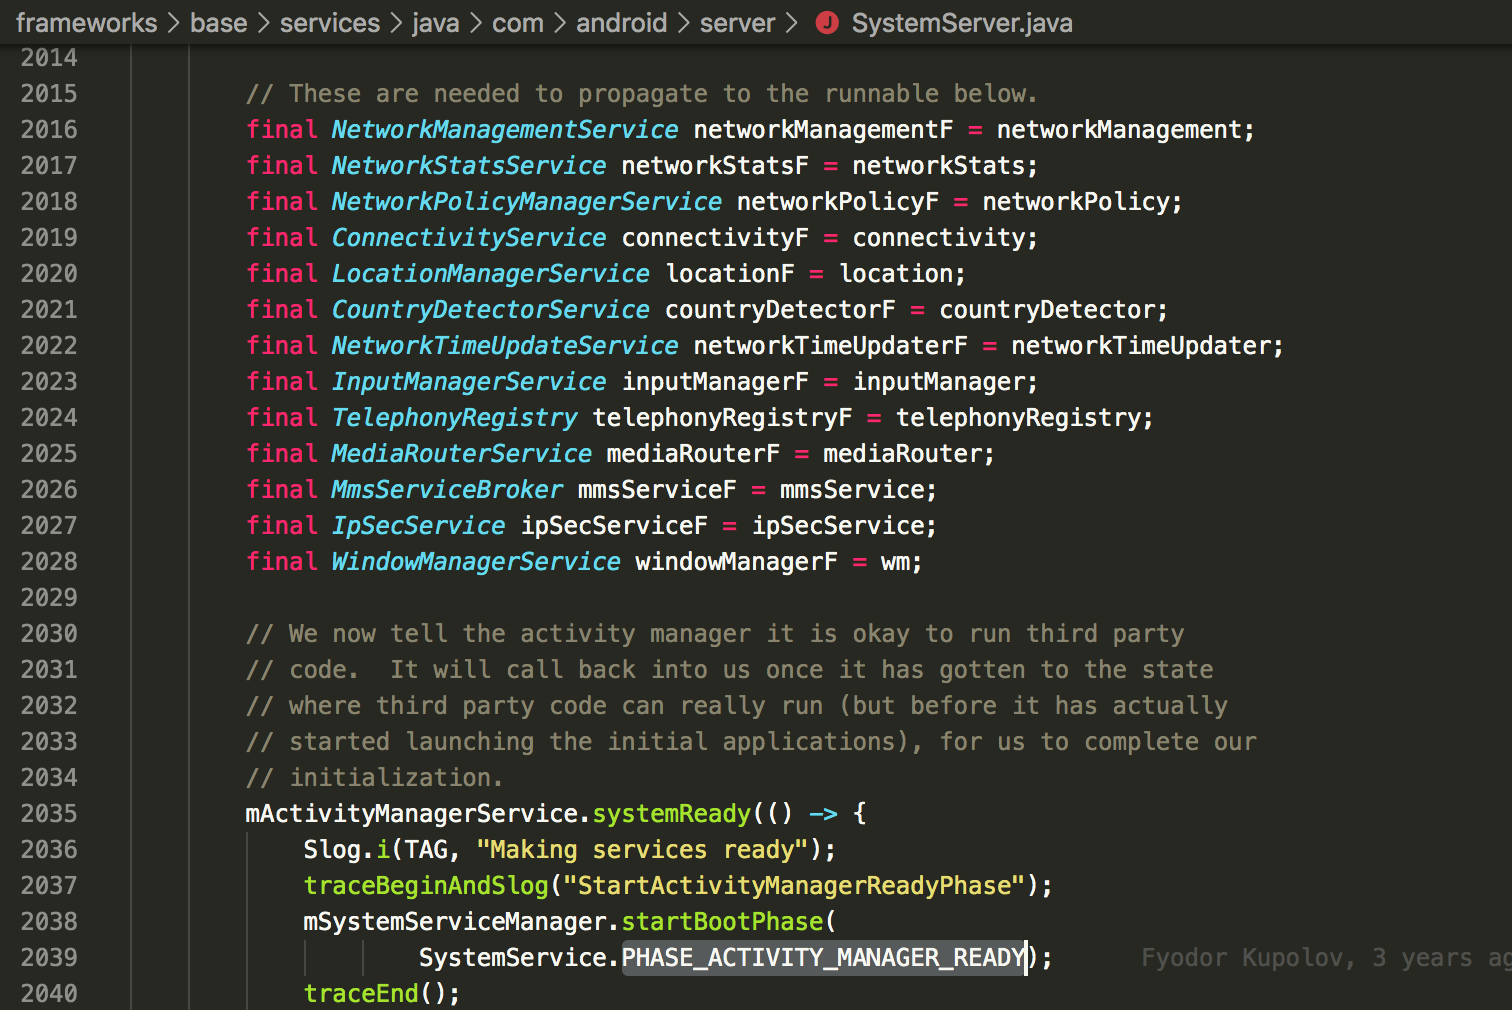 frameworks > base > services > java > com > android > server > J SystemServer.java
2014
2015 // These are needed to propagate to the runnable below.
2016 final NetworkManagementService networkManagementF = networkManagement;
2017 final NetworkStatsService networkStatsF = networkStats;
2018 final NetworkPolicyManagerService networkPolicyF = networkPolicy;
2019 final ConnectivityService connectivityF = connectivity;
2020 final LocationManagerService locationF = location;
2021 final CountryDetectorService countryDetectorF = countryDetector;
2022 final NetworkTimeUpdateService networkTimeUpdaterF = networkTimeUpdater;
2023 final InputManagerService inputManagerF = inputManager;
2024 final TelephonyRegistry telephonyRegistryF = telephonyRegistry;
2025 final MediaRouterService mediaRouterF = mediaRouter;
2026 final MmsServiceBroker mmsServiceF = mmsService;
2027 final IpSecService ipSecServiceF = ipSecService;
2028 final WindowManagerService windowManagerF = wm;
2029
2030 // We now tell the activity manager it is okay to run third party
2031 // code.  It will call back into us once it has gotten to the state
2032 // where third party code can really run (but before it has actually
2033 // started launching the initial applications), for us to complete our
2034 // initialization.
2035 mActivityManagerService.systemReady(() -> {
2036 Slog.i(TAG, "Making services ready");
2037 traceBeginAndSlog("StartActivityManagerReadyPhase");
2038 mSystemServiceManager.startBootPhase(
2039 SystemService.PHASE_ACTIVITY_MANAGER_READY); Fyodor Kupolov, 3 years ag
2040 traceEnd();